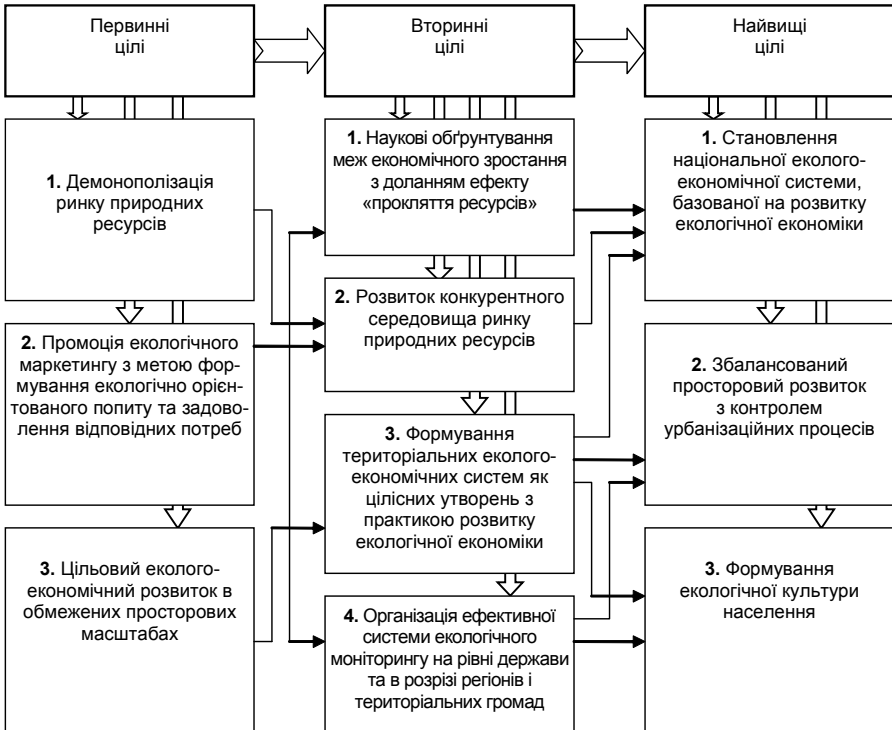 Первинні
цілі
Вторинні
цілі
Найвищі
цілі
1. Демонополізація
ринку природних
ресурсів
2. Промоція екологічного
маркетингу з метою фор-
мування екологічно орієн-
тованого попиту та задово-
лення відповідних потреб
3. Цільовий еколого-
економічний розвиток в
обмежених просторових
масштабах
1. Наукові обґрунтування
меж економічного зростання
з доланням ефекту
«прокляття ресурсів»
2. Розвиток конкурентного
середовища ринку
природних ресурсів
3. Формування
територіальних еколого-
економічних систем як
цілісних утворень з
практикою розвитку
екологічної економіки
4. Організація ефективної
системи екологічного
моніторингу на рівні держави
та в розрізі регіонів і
територіальних громад
1. Становлення
національної еколого-
економічної системи,
базованої на розвитку
екологічної економіки
2. Збалансований
просторовий розвиток
з контролем
урбанізаційних процесів
3. Формування
екологічної культури
населення